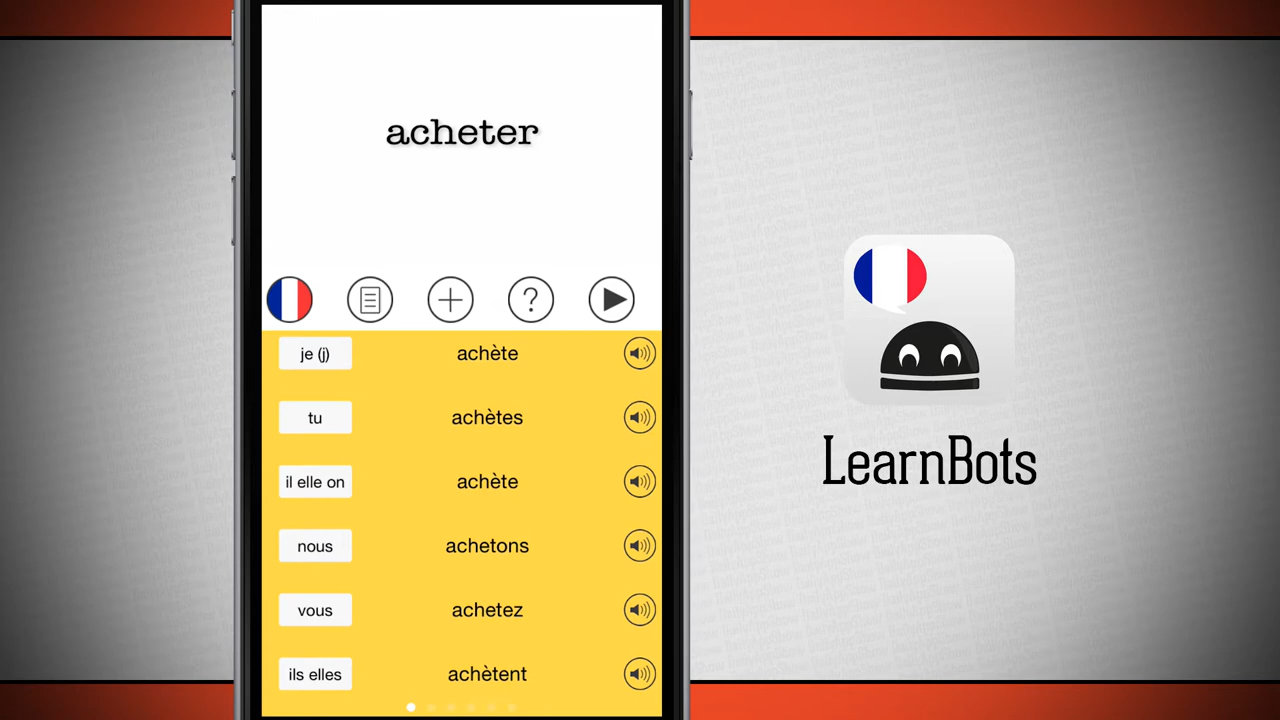 acheter
?
je (j) achète
tu achètes
il elle on achète
nous achetons
vous achetez
ils elles achètent
LearnBots